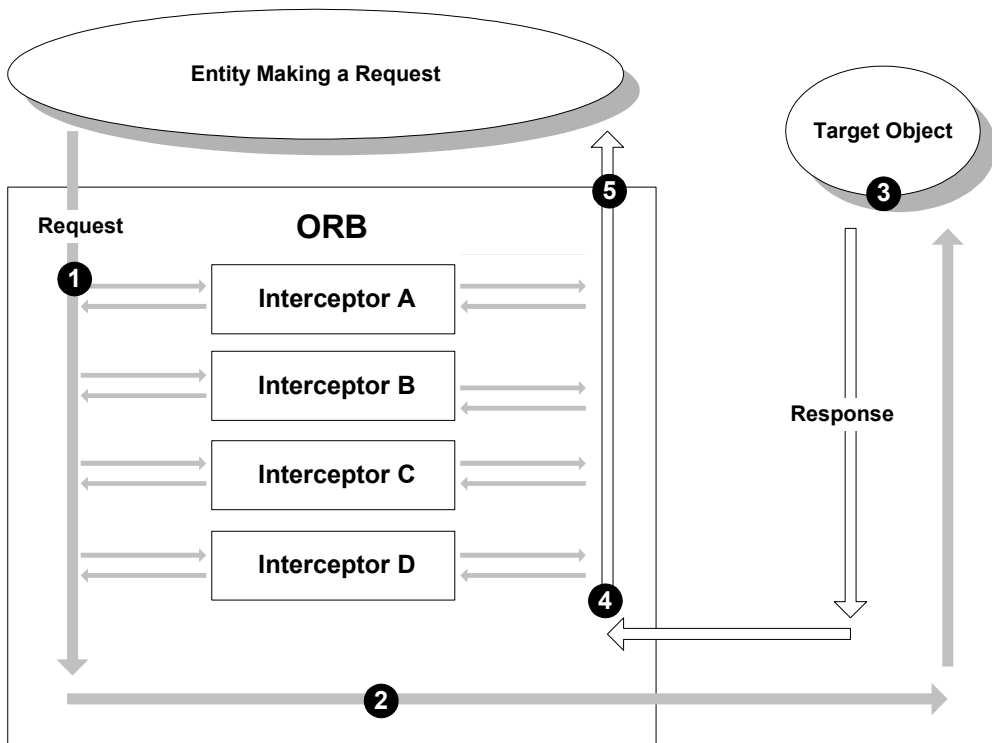 Entity Making a Request
Target Object
3
5
Request
ORB
1
Interceptor A
Interceptor B
Response
Interceptor C
Interceptor D
4
2